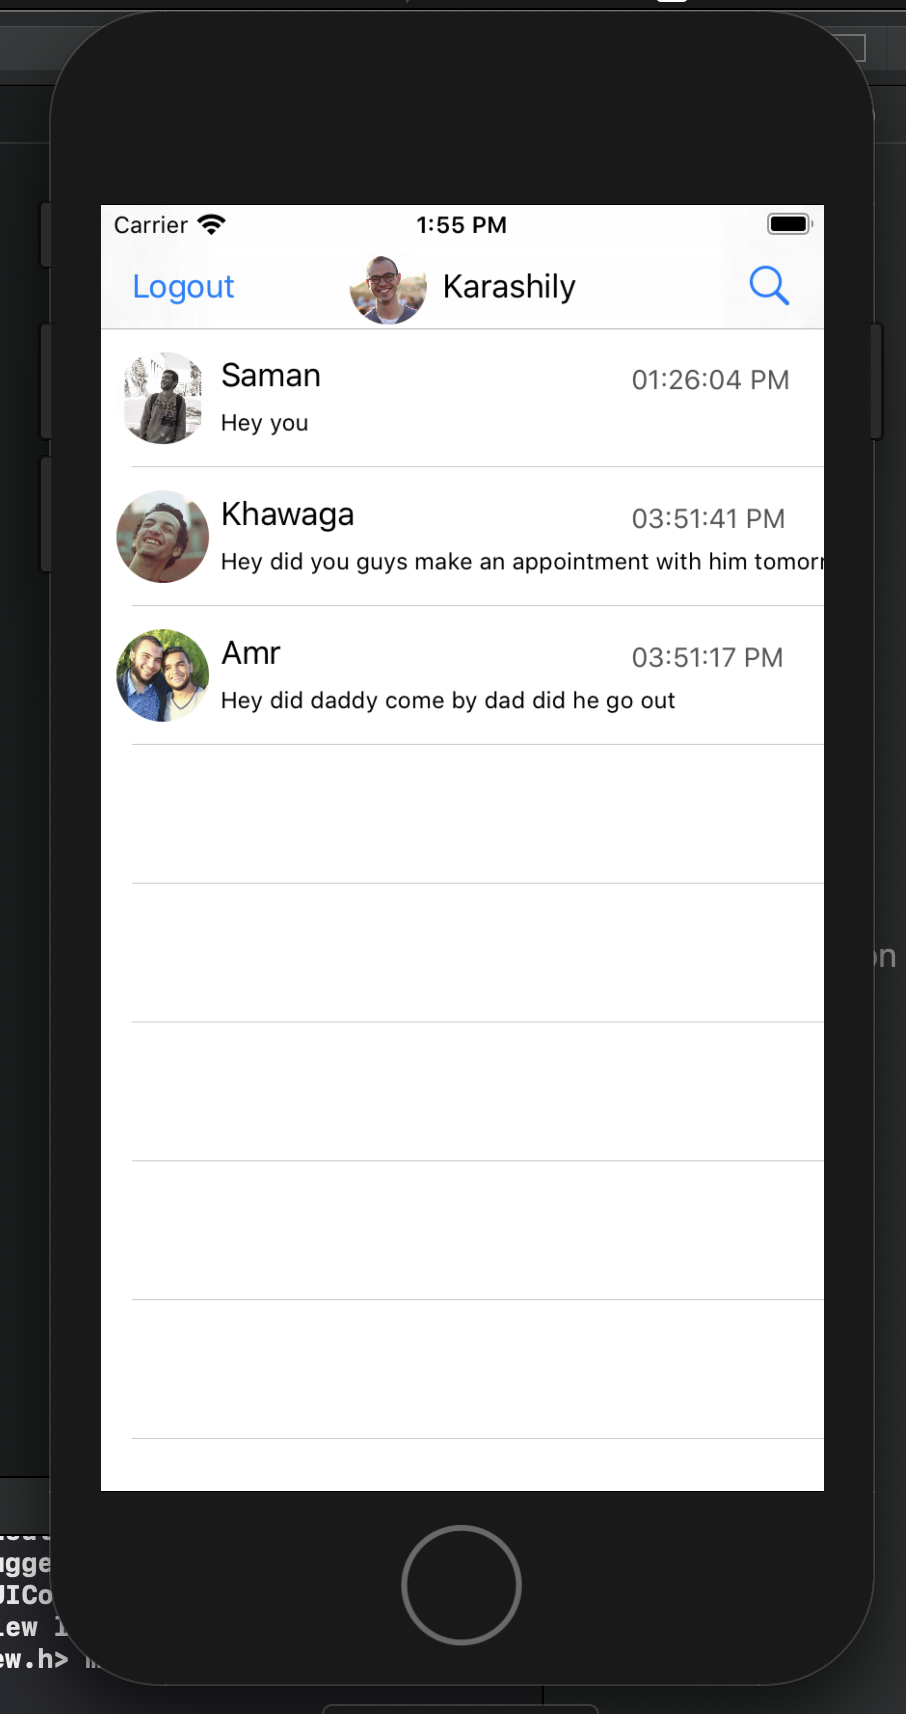 Carrier 1:55 PM
Logout Karashily
Saman 01:26:04 PM
Hey you
Khawaga 03:51:41 PM
Hey did you guys make an appointment with him tomorr
Amr 03:51:17 PM
Hey did daddy come by dad did he go out
on
ugge
UICo
iew
ew.h>